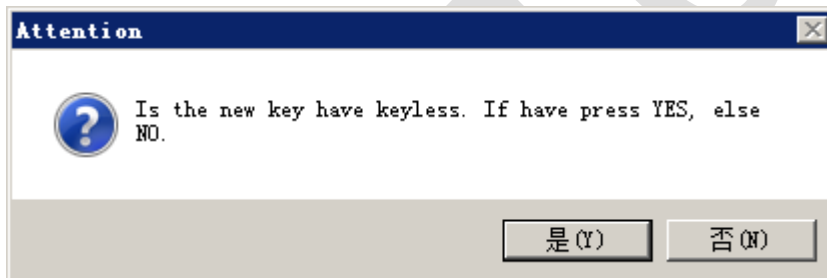 Attention
Is the new key have keyless. If have press YES, else
NO.
是(Y)
否(N)